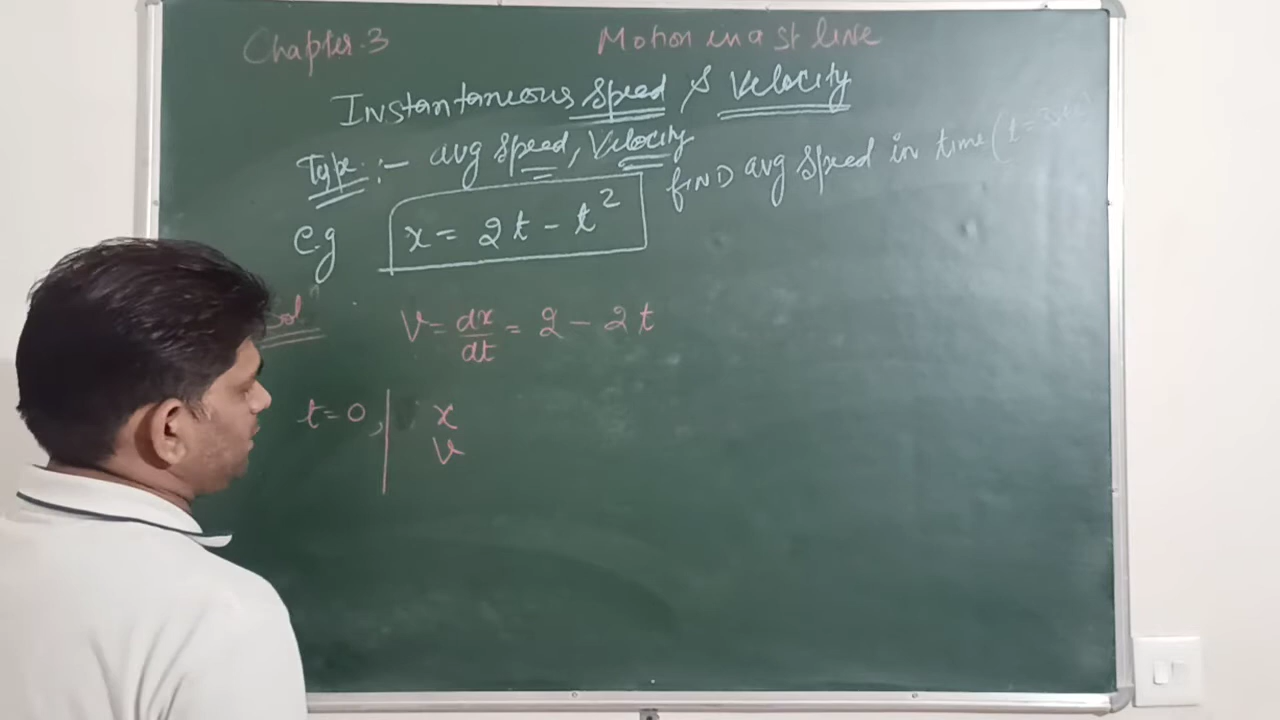 Chapter.3 Motion in a st line
Instantaneous Speed & Velocity
Type :- avg Speed, Velocity
e.g x = 2t - t² FIND avg Speed in time (t=3sec)
Sol
V = dx/dt = 2 - 2t
t=0, x
V